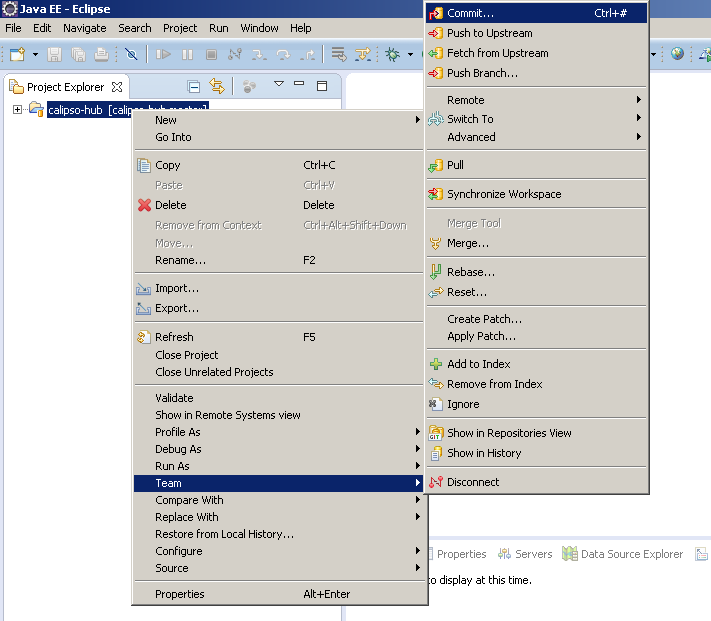 Java EE - Eclipse
File Edit Navigate Search Project Run Window Help
Project Explorer
calipso-hub [calipso-hub master]
New
Go Into
Copy Ctrl+C
Paste Ctrl+V
Delete Delete
Remove from Context Ctrl+Alt+Shift+Down
Move...
Rename... F2
Import...
Export...
Refresh F5
Close Project
Close Unrelated Projects
Validate
Show in Remote Systems view
Profile As
Debug As
Run As
Team
Compare With
Replace With
Restore from Local History...
Configure
Source
Properties Alt+Enter
Commit... Ctrl+#
Push to Upstream
Fetch from Upstream
Push Branch...
Remote
Switch To
Advanced
Pull
Synchronize Workspace
Merge Tool
Merge...
Rebase...
Reset...
Create Patch...
Apply Patch...
Add to Index
Remove from Index
Ignore
GIT Show in Repositories View
Show in History
Disconnect
Properties Servers Data Source Explorer
to display at this time.